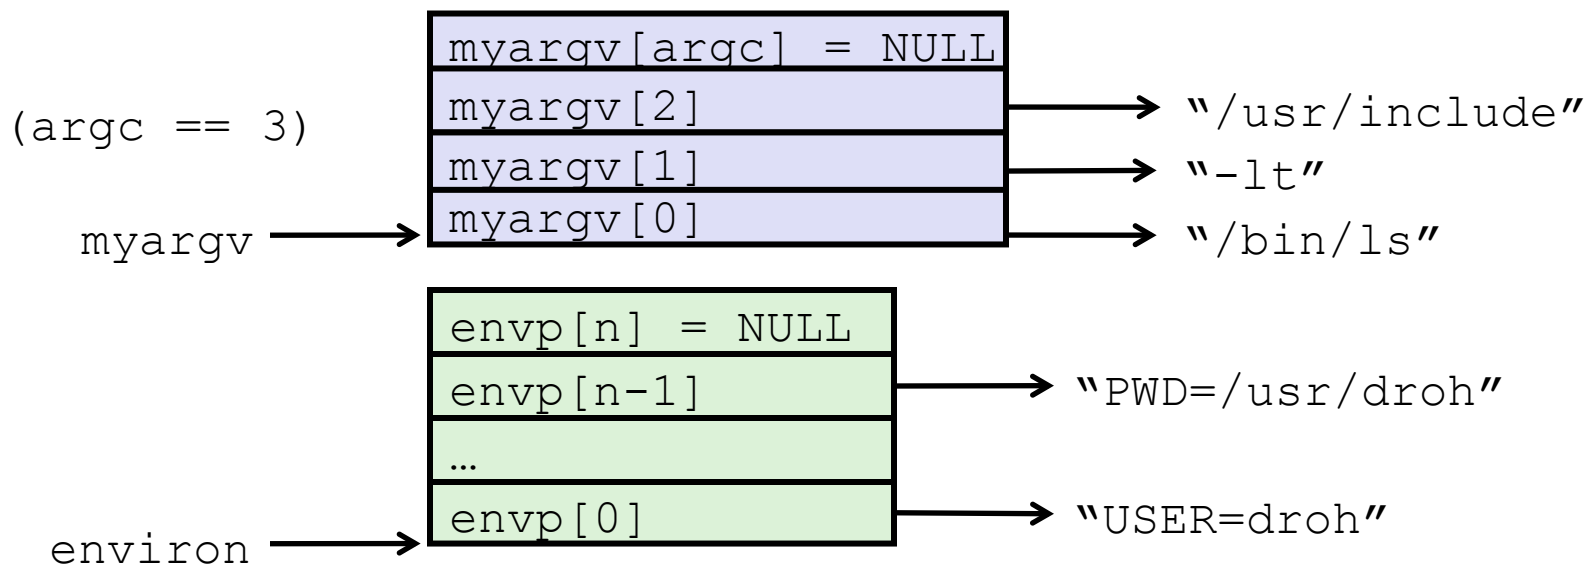 myargv[argc] = NULL
(argc == 3)
myargv[2]
“/usr/include”
myargv[1]
“-lt”
myargv
myargv[0]
“/bin/ls”
envp[n] = NULL
envp[n-1]
“PWD=/usr/droh”
…
environ
envp[0]
“USER=droh”